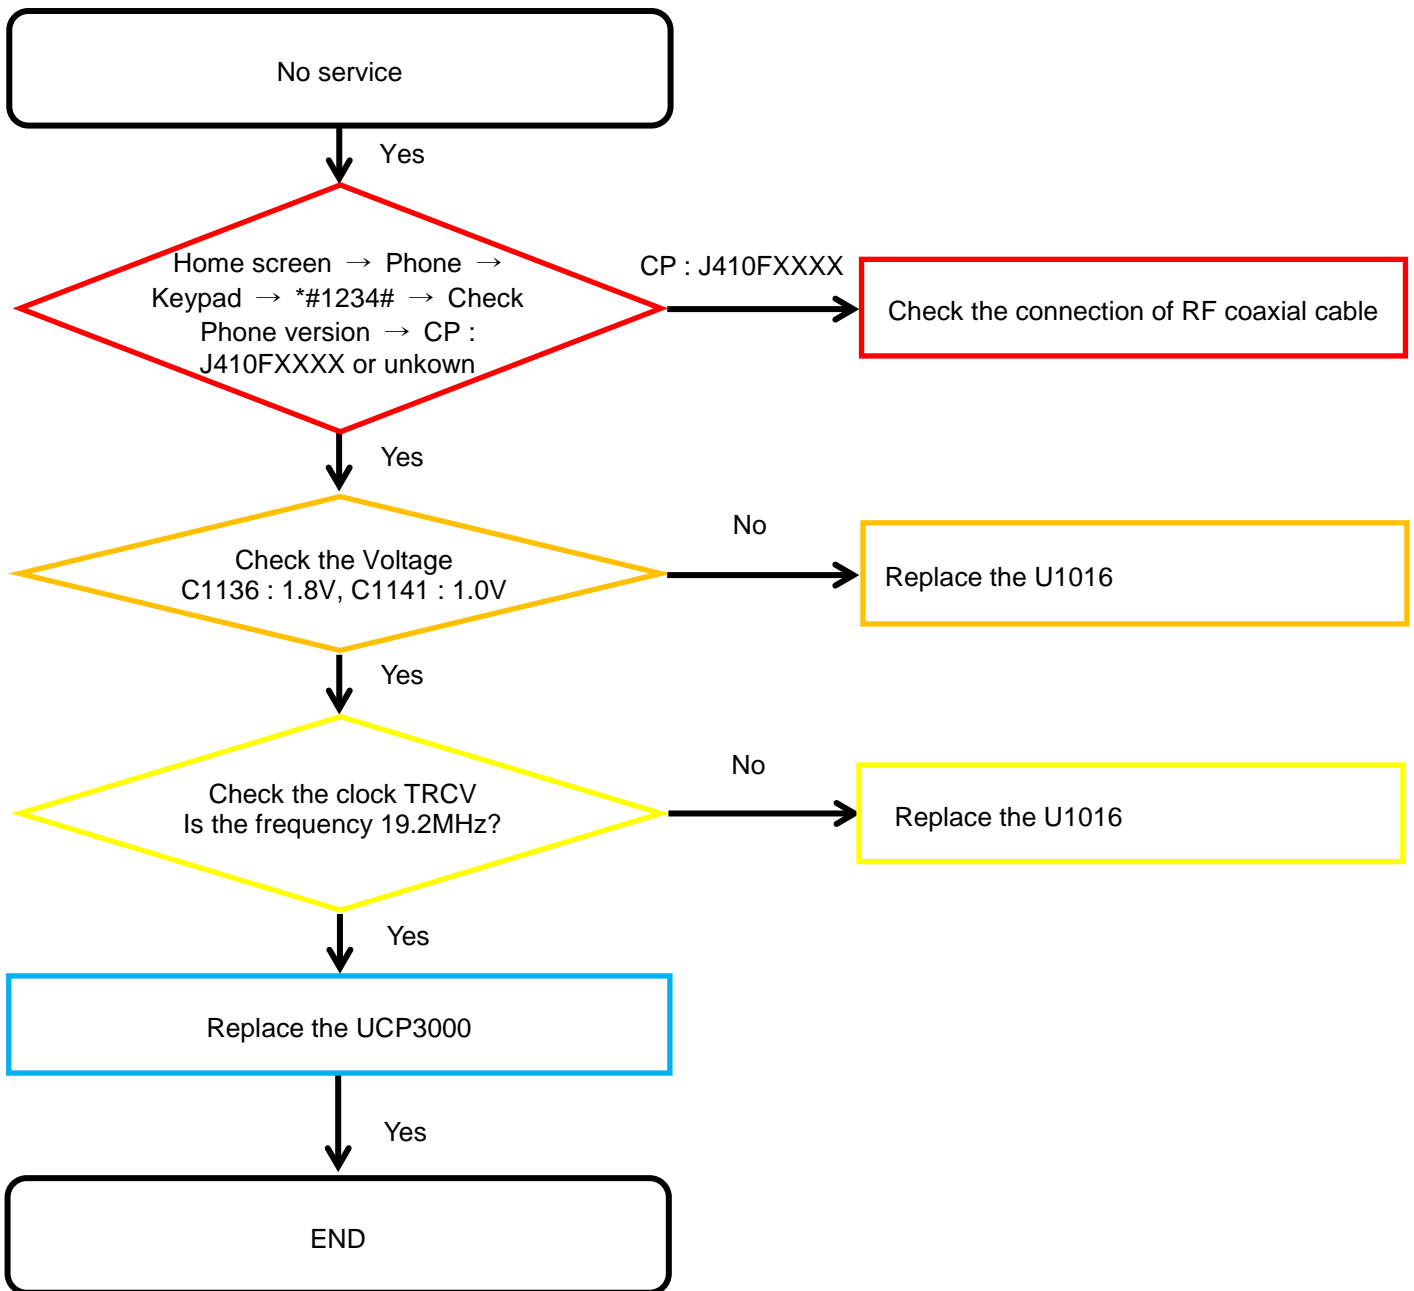 No service
Yes
Home screen → Phone →
Keypad → *#1234# → Check
Phone version → CP :
J410FXXXX or unkown
CP : J410FXXXX
Check the connection of RF coaxial cable
Yes
Check the Voltage
C1136 : 1.8V, C1141 : 1.0V
No
Replace the U1016
Yes
Check the clock TRCV
Is the frequency 19.2MHz?
No
Replace the U1016
Yes
Replace the UCP3000
Yes
END